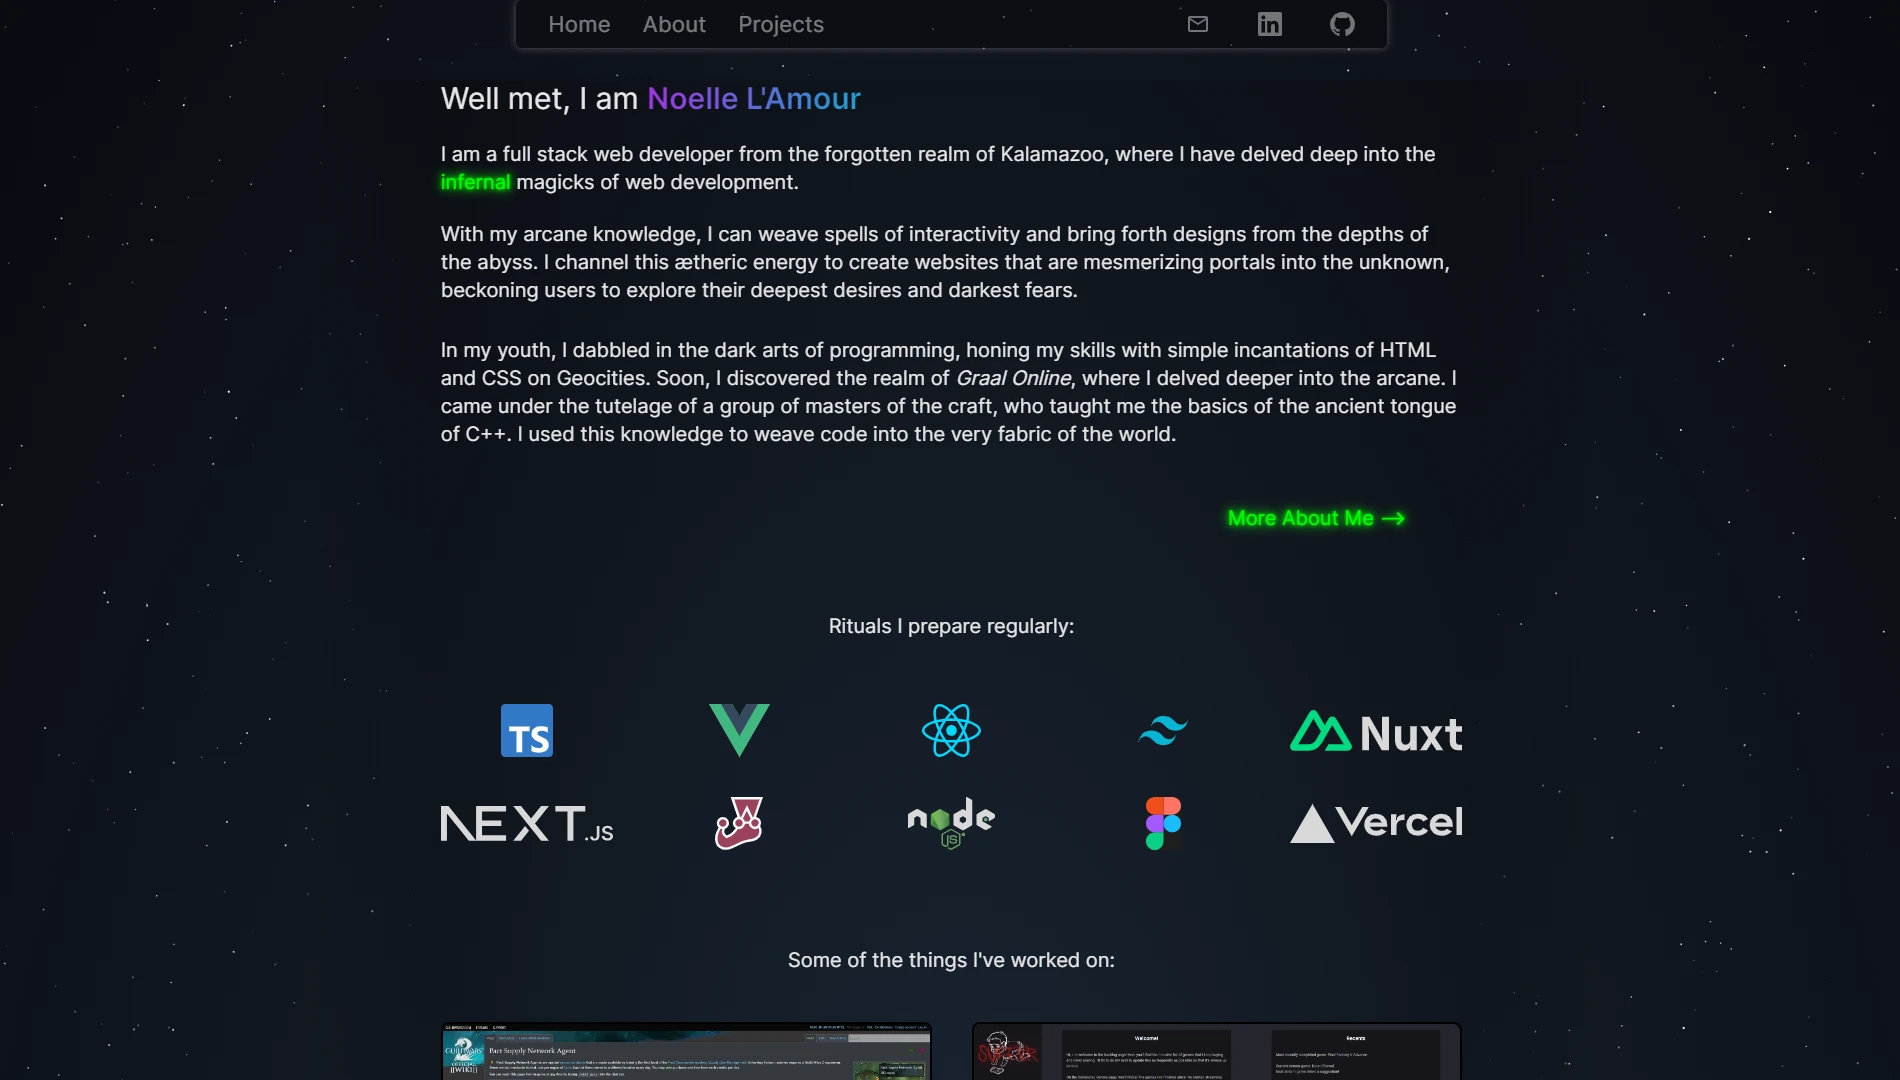 Home About Projects
Well met, I am Noelle L'Amour
I am a full stack web developer from the forgotten realm of Kalamazoo, where I have delved deep into the
infernal magicks of web development.
With my arcane knowledge, I can weave spells of interactivity and bring forth designs from the depths of
the abyss. I channel this ætheric energy to create websites that are mesmerizing portals into the unknown,
beckoning users to explore their deepest desires and darkest fears.
In my youth, I dabbled in the dark arts of programming, honing my skills with simple incantations of HTML
and CSS on Geocities. Soon, I discovered the realm of Graal Online, where I delved deeper into the arcane. I
came under the tutelage of a group of masters of the craft, who taught me the basics of the ancient tongue
of C++. I used this knowledge to weave code into the very fabric of the world.
More About Me →
Rituals I prepare regularly:
TS
Nuxt
NEXT.JS
node
JS
Vercel
Some of the things I've worked on:
Pact Supply Network Agent
GUILD WARS 2
OFFICIAL
[[WIKI]]
Welcome!
Recents